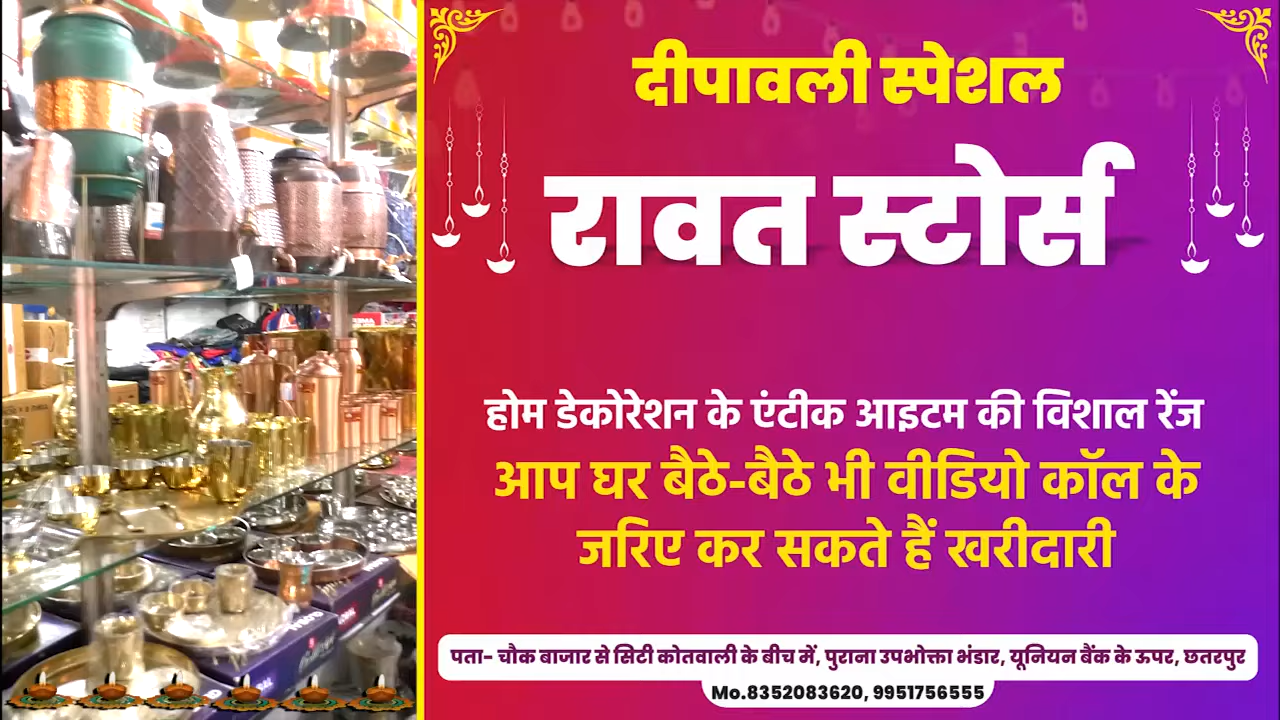 दीपावली स्पेशल
रावत स्टोर्स
होम डेकोरेशन के एंटीक आइटम की विशाल रेंज
आप घर बैठे-बैठे भी वीडियो कॉल के
जरिए कर सकते हैं खरीदारी
पता- चौक बाजार से सिटी कोतवाली के बीच में, पुराना उपभोक्ता भंडार, यूनियन बैंक के ऊपर, छतरपुर
Mo.8352083620, 9951756555